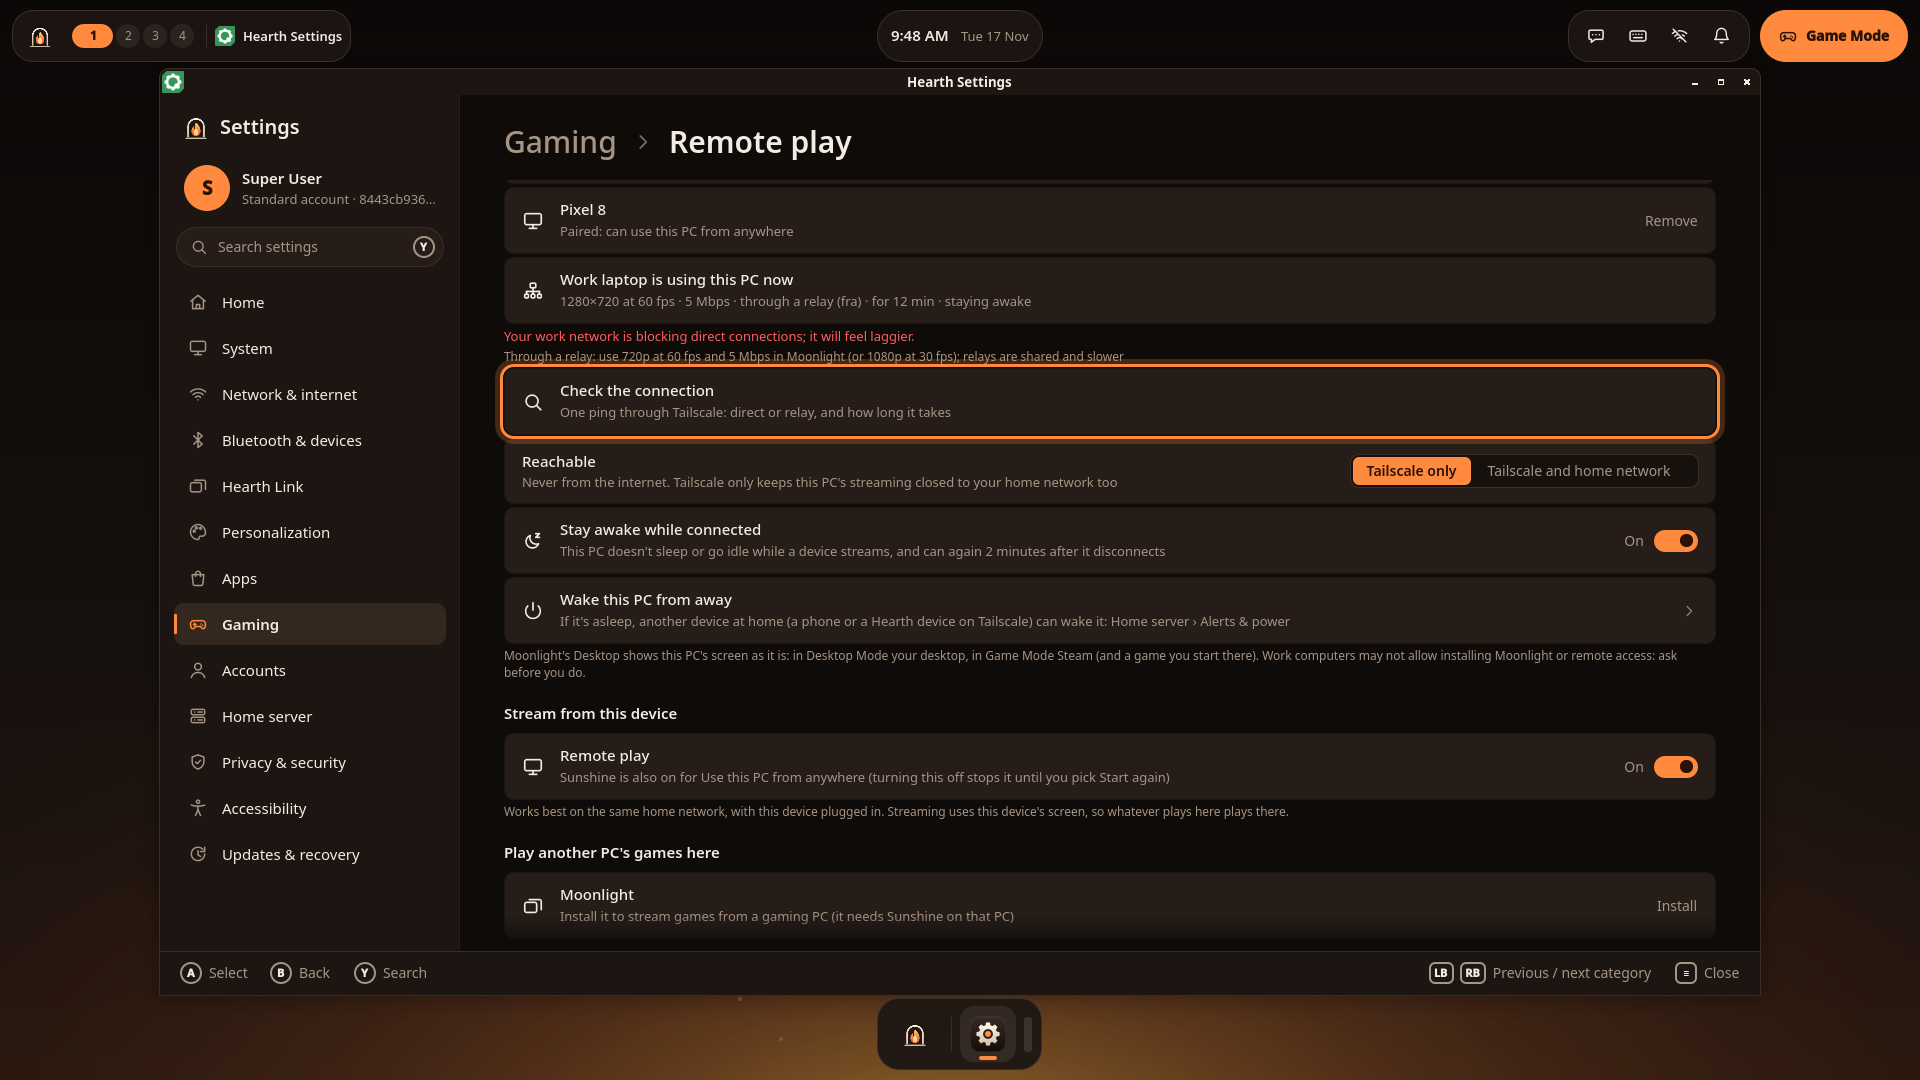 1 2 3 4 Hearth Settings
9:48 AM Tue 17 Nov
Game Mode
Hearth Settings
Settings
S
Super User
Standard account · 8443cb936...
Search settings Y
Home
System
Network & internet
Bluetooth & devices
Hearth Link
Personalization
Apps
Gaming
Accounts
Home server
Privacy & security
Accessibility
Updates & recovery
Gaming > Remote play
Pixel 8
Paired: can use this PC from anywhere
Remove
Work laptop is using this PC now
1280×720 at 60 fps · 5 Mbps · through a relay (fra) · for 12 min · staying awake
Your work network is blocking direct connections; it will feel laggier.
Through a relay: use 720p at 60 fps and 5 Mbps in Moonlight (or 1080p at 30 fps); relays are shared and slower
Check the connection
One ping through Tailscale: direct or relay, and how long it takes
Reachable
Never from the internet. Tailscale only keeps this PC's streaming closed to your home network too
Tailscale only Tailscale and home network
Stay awake while connected
This PC doesn't sleep or go idle while a device streams, and can again 2 minutes after it disconnects
On
Wake this PC from away
If it's asleep, another device at home (a phone or a Hearth device on Tailscale) can wake it: Home server › Alerts & power
Moonlight's Desktop shows this PC's screen as it is: in Desktop Mode your desktop, in Game Mode Steam (and a game you start there). Work computers may not allow installing Moonlight or remote access: ask
before you do.
Stream from this device
Remote play
Sunshine is also on for Use this PC from anywhere (turning this off stops it until you pick Start again)
On
Works best on the same home network, with this device plugged in. Streaming uses this device's screen, so whatever plays here plays there.
Play another PC's games here
Moonlight
Install it to stream games from a gaming PC (it needs Sunshine on that PC)
Install
A Select B Back Y Search
LB RB Previous / next category ≡ Close